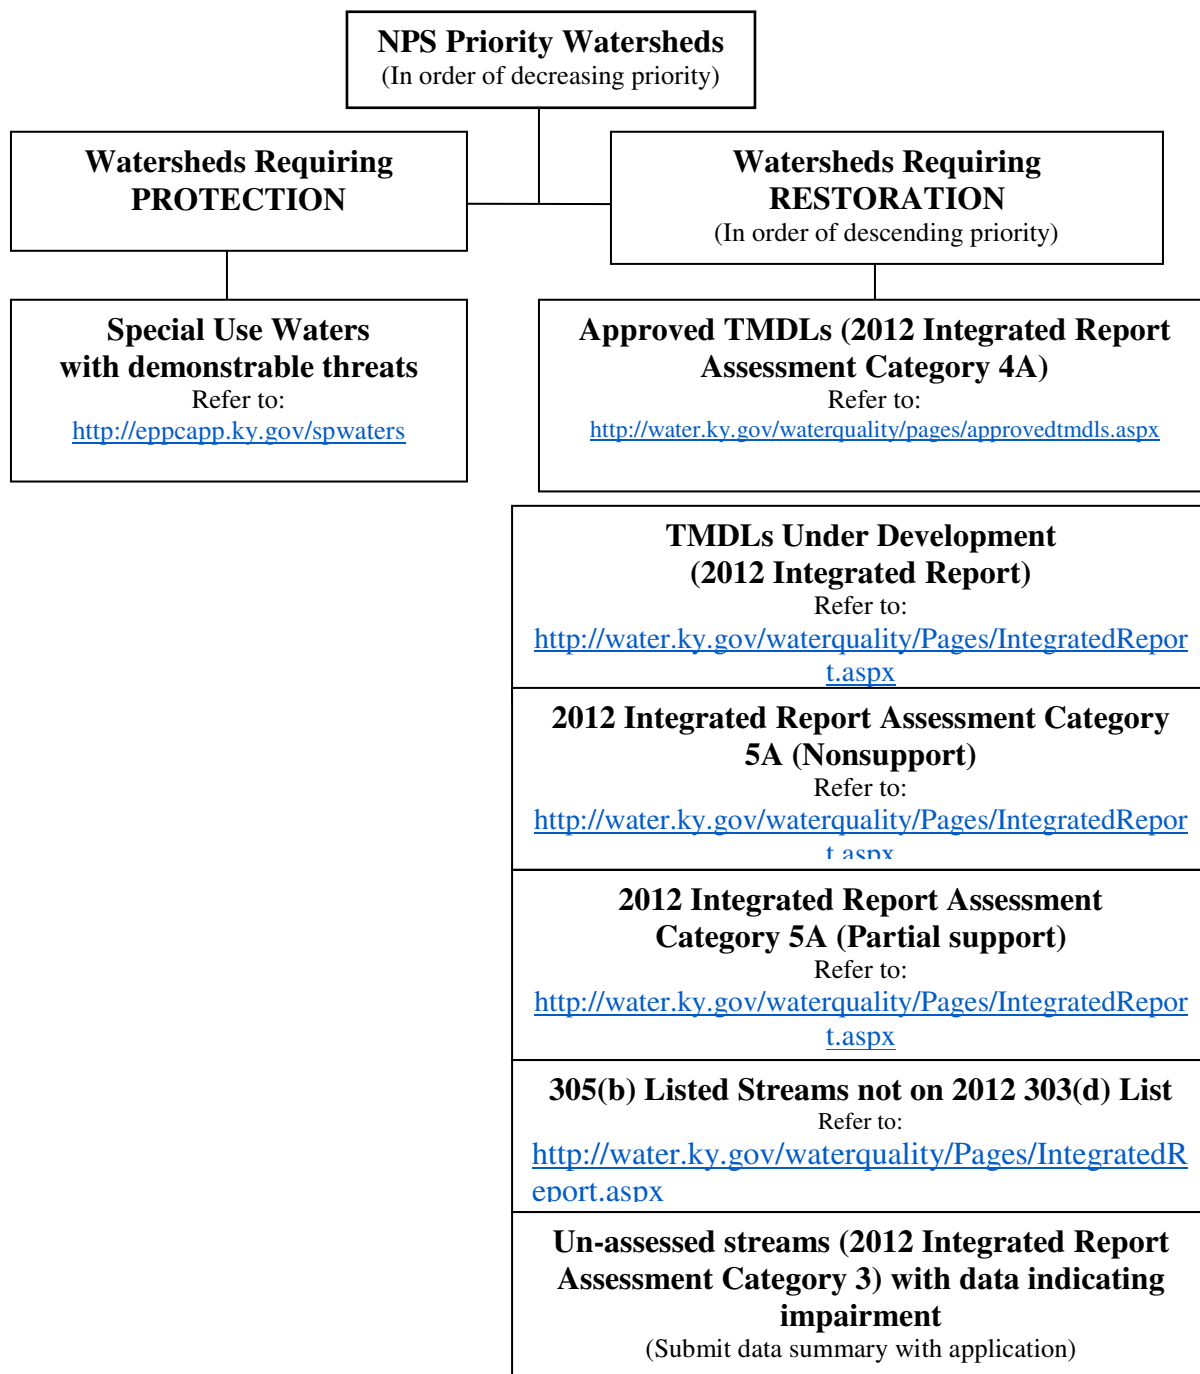 NPS Priority Watersheds
(In order of decreasing priority)
Watersheds Requiring
PROTECTION
Watersheds Requiring
RESTORATION
(In order of descending priority)
Special Use Waters
with demonstrable threats
Refer to:
http://eppcapp.ky.gov/spwaters
Approved TMDLs (2012 Integrated Report
Assessment Category 4A)
Refer to:
http://water.ky.gov/waterquality/pages/approvedtmdls.aspx
TMDLs Under Development
(2012 Integrated Report)
Refer to:
http://water.ky.gov/waterquality/Pages/IntegratedRepor
t.aspx
2012 Integrated Report Assessment Category
5A (Nonsupport)
Refer to:
http://water.ky.gov/waterquality/Pages/IntegratedRepor
t.aspx
2012 Integrated Report Assessment
Category 5A (Partial support)
Refer to:
http://water.ky.gov/waterquality/Pages/IntegratedRepor
t.aspx
305(b) Listed Streams not on 2012 303(d) List
Refer to:
http://water.ky.gov/waterquality/Pages/IntegratedR
eport.aspx
Un-assessed streams (2012 Integrated Report
Assessment Category 3) with data indicating
impairment
(Submit data summary with application)